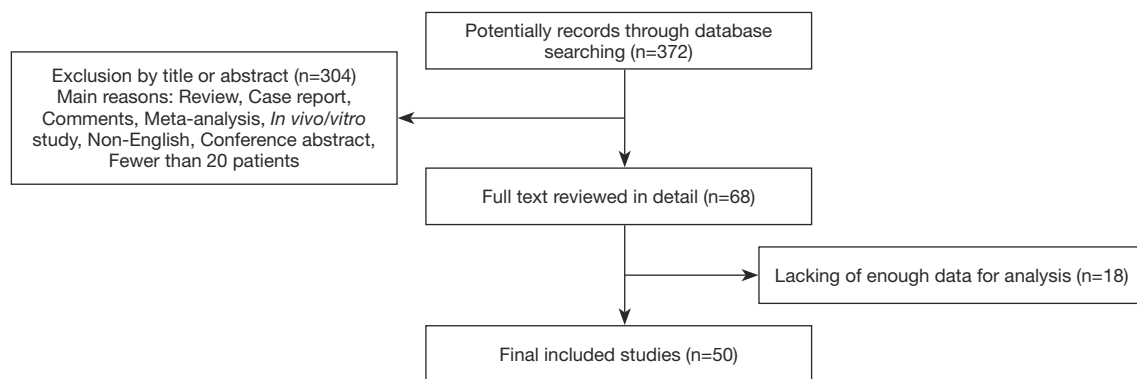 Potentially records through database
searching (n=372)
Exclusion by title or abstract (n=304)
Main reasons: Review, Case report,
Comments, Meta-analysis, In vivo/vitro
study, Non-English, Conference abstract,
Fewer than 20 patients
Full text reviewed in detail (n=68)
Lacking of enough data for analysis (n=18)
Final included studies (n=50)